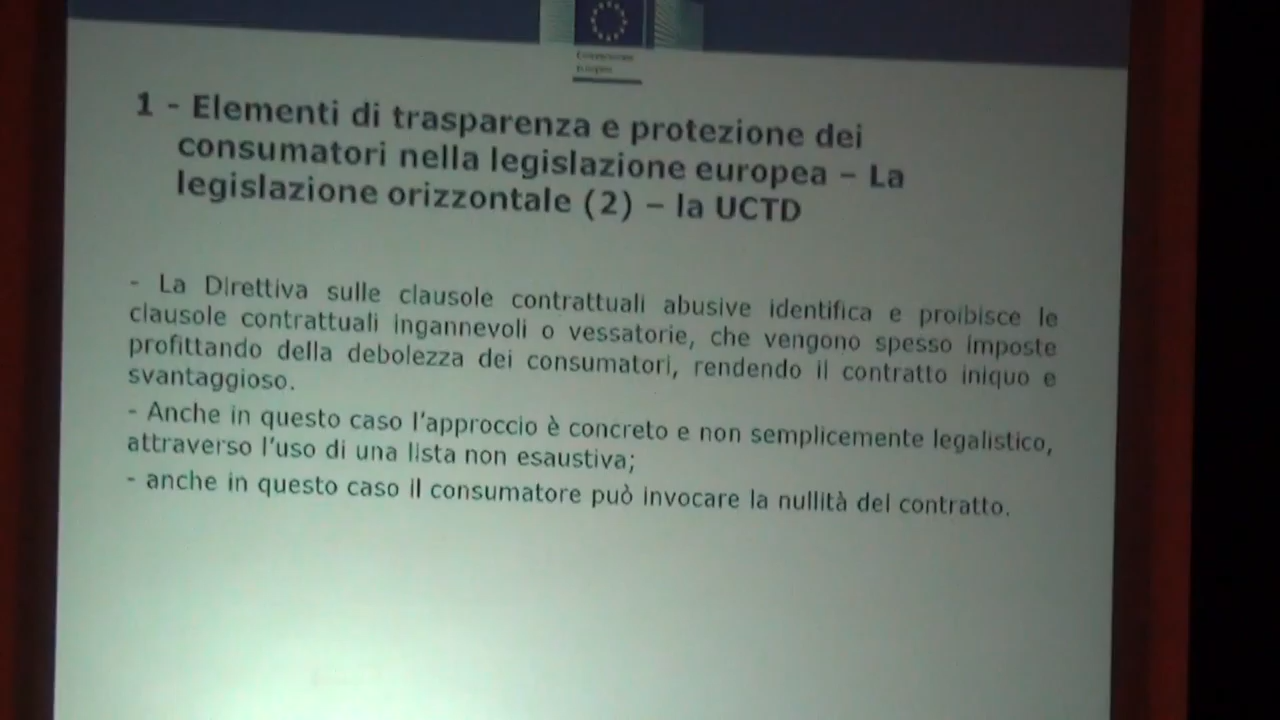 Commissione
europea
1 - Elementi di trasparenza e protezione dei
consumatori nella legislazione europea – La
legislazione orizzontale (2) – la UCTD
- La Direttiva sulle clausole contrattuali abusive identifica e proibisce le
clausole contrattuali ingannevoli o vessatorie, che vengono spesso imposte
profittando della debolezza dei consumatori, rendendo il contratto iniquo e
svantaggioso.
- Anche in questo caso l'approccio è concreto e non semplicemente legalistico,
attraverso l'uso di una lista non esaustiva;
- anche in questo caso il consumatore può invocare la nullità del contratto.